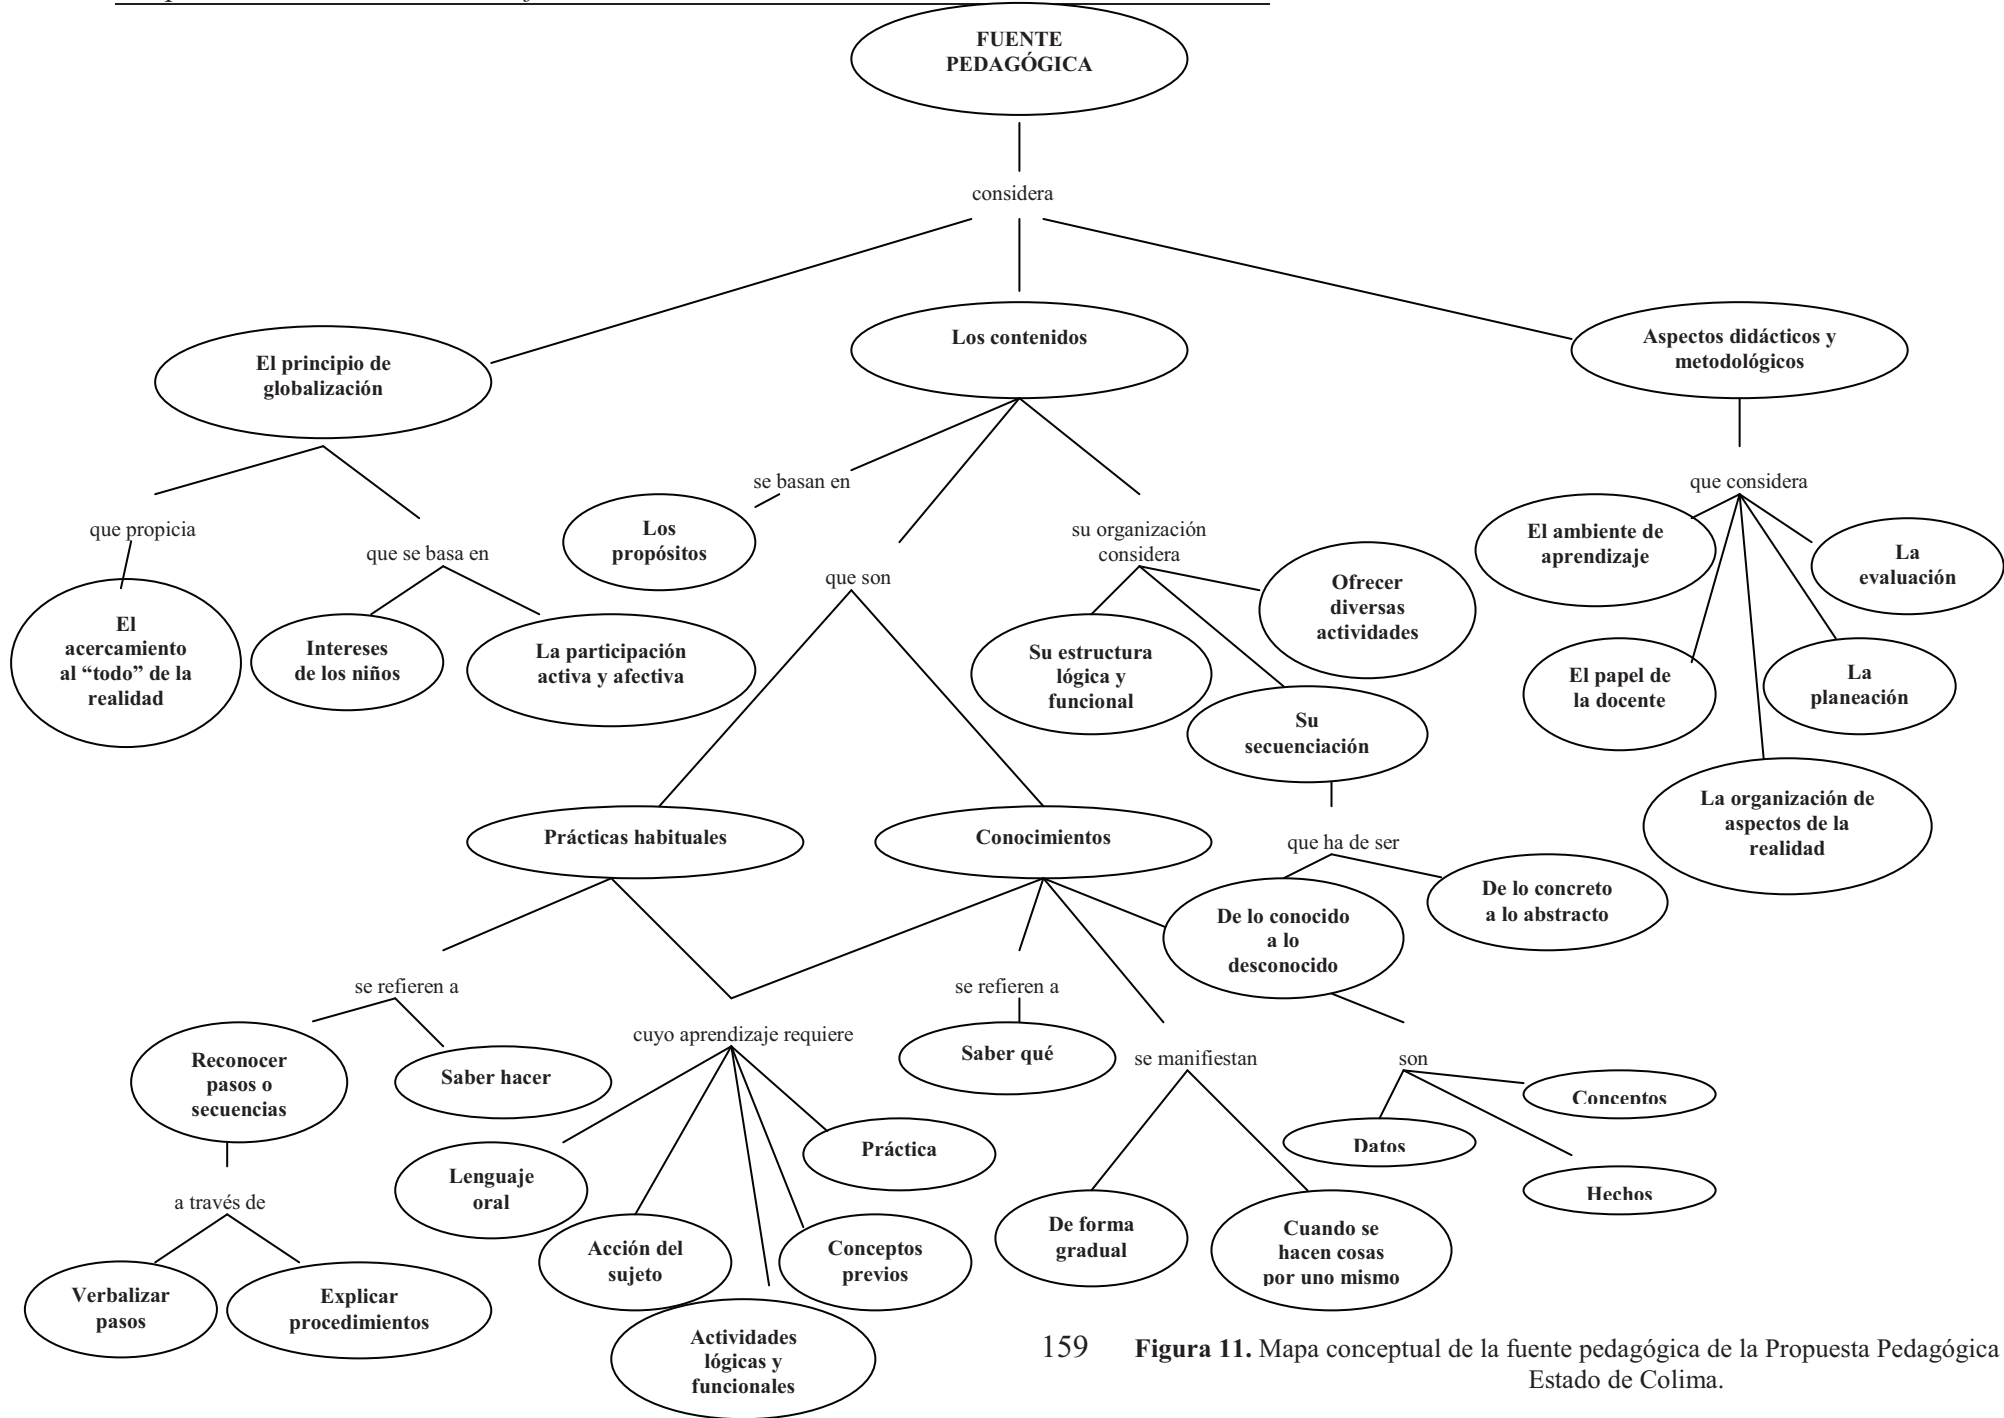 FUENTE
PEDAGÓGICA
considera
El principio de
globalización
Los contenidos
Aspectos didácticos y
metodológicos
que propicia
que se basa en
se basan en
Los
propósitos
que son
su organización
considera
que considera
El
acercamiento
al “todo” de la
realidad
Intereses
de los niños
La participación
activa y afectiva
Su estructura
lógica y
funcional
Ofrecer
diversas
actividades
Su
secuenciación
El ambiente de
aprendizaje
La
evaluación
El papel de
la docente
La
planeación
La organización de
aspectos de la
realidad
Prácticas habituales
Conocimientos
que ha de ser
De lo conocido
a lo
desconocido
De lo concreto
a lo abstracto
se refieren a
Reconocer
pasos o
secuencias
Saber hacer
cuyo aprendizaje requiere
se refieren a
Saber qué
se manifiestan
son
Conceptos
Datos
Hechos
a través de
Verbalizar
pasos
Explicar
procedimientos
Lenguaje
oral
Acción del
sujeto
Actividades
lógicas y
funcionales
Conceptos
previos
Práctica
De forma
gradual
Cuando se
hacen cosas
por uno mismo
159
Figura 11. Mapa conceptual de la fuente pedagógica de la Propuesta Pedagógica
Estado de Colima.